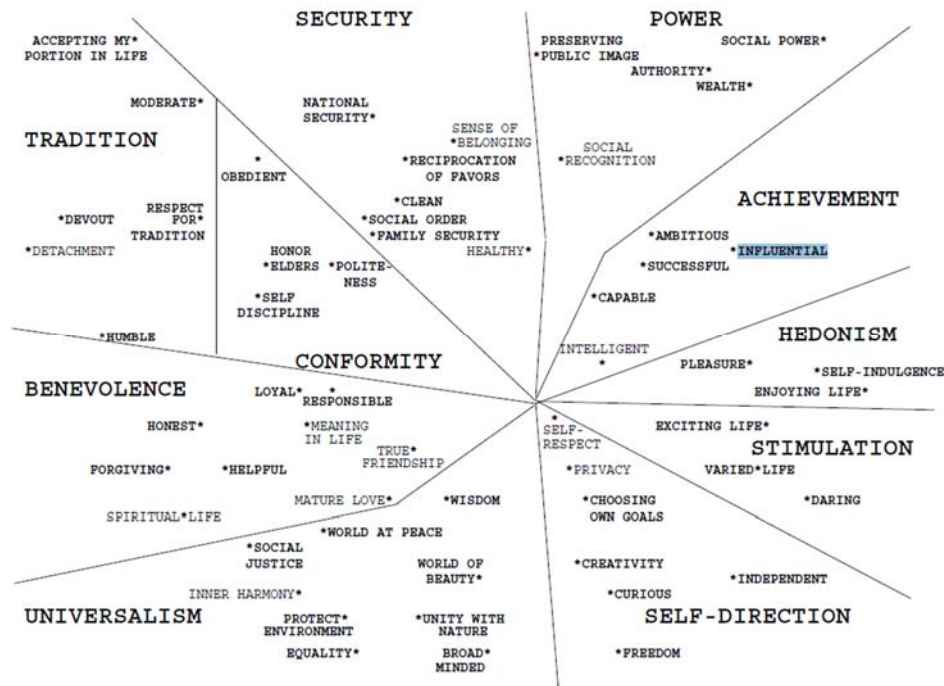 SECURITY
POWER
ACCEPTING MY*
PORTION IN LIFE
PRESERVING
*PUBLIC IMAGE
SOCIAL POWER*
AUTHORITY*
WEALTH*
MODERATE*
NATIONAL
SECURITY*
TRADITION
SENSE OF
*BELONGING
*RECIPROCATION
OF FAVORS
SOCIAL
*RECOGNITION
*
OBEDIENT
*CLEAN
ACHIEVEMENT
*DEVOUT
RESPECT
FOR*
TRADITION
*SOCIAL ORDER
*FAMILY SECURITY
*AMBITIOUS
*DETACHMENT
HONOR
*ELDERS
*POLITE-
NESS
HEALTHY*
*INFLUENTIAL
*SUCCESSFUL
*SELF
DISCIPLINE
*CAPABLE
*HUMBLE
HEDONISM
CONFORMITY
INTELLIGENT
*
PLEASURE*
*SELF-INDULGENCE
BENEVOLENCE
LOYAL*
*
RESPONSIBLE
ENJOYING LIFE*
HONEST*
*MEANING
IN LIFE
*
SELF-
RESPECT
EXCITING LIFE*
STIMULATION
TRUE*
FRIENDSHIP
FORGIVING*
*HELPFUL
*PRIVACY
VARIED*LIFE
MATURE LOVE*
*WISDOM
*CHOOSING
OWN GOALS
*DARING
SPIRITUAL*LIFE
*WORLD AT PEACE
*SOCIAL
JUSTICE
WORLD OF
BEAUTY*
*CREATIVITY
*INDEPENDENT
INNER HARMONY*
*CURIOUS
UNIVERSALISM
PROTECT*
ENVIRONMENT
*UNITY WITH
NATURE
SELF-DIRECTION
EQUALITY*
BROAD*
MINDED
*FREEDOM